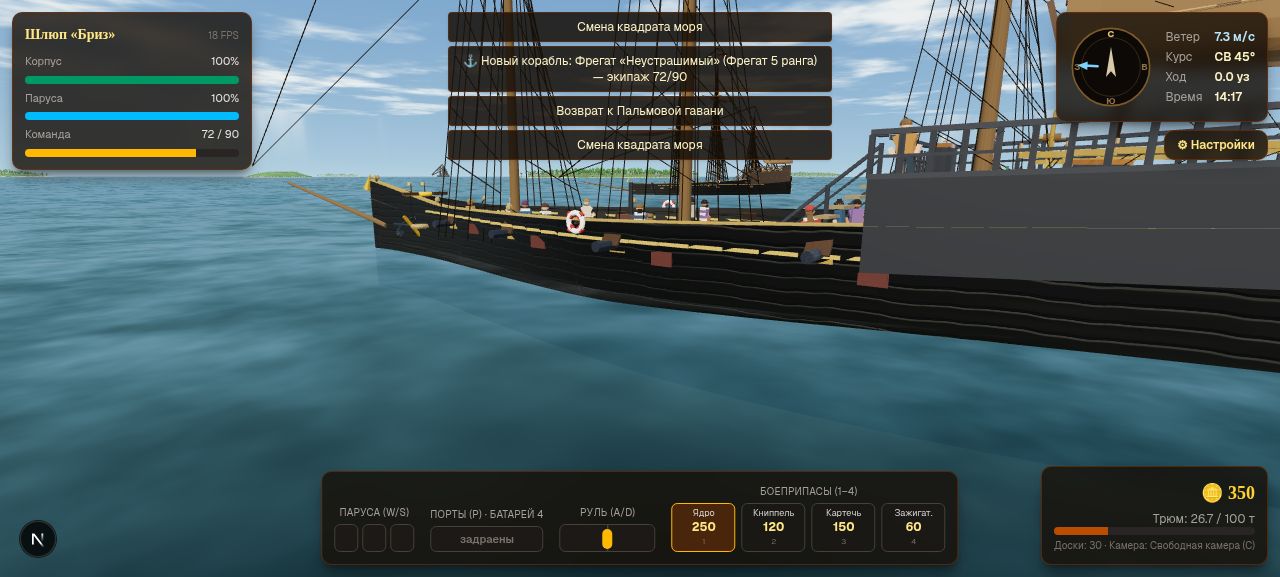 Шлюп «Бриз» 18 FPS
Корпус 100%
Паруса 100%
Команда 72 / 90
Смена квадрата моря
⚓ Новый корабль: Фрегат «Неустрашимый» (Фрегат 5 ранга)
— экипаж 72/90
Возврат к Пальмовой гавани
Смена квадрата моря
С
З В
Ю
Ветер 7.3 м/с
Курс СВ 45°
Ход 0.0 уз
Время 14:17
⚙ Настройки
ПАРУСА (W/S)
ПОРТЫ (P) · БАТАРЕЙ 4
задраены
РУЛЬ (A/D)
БОЕПРИПАСЫ (1–4)
Ядро Книппель Картечь Зажигат.
250 120 150 60
1 2 3 4
350
Трюм: 26.7 / 100 т
Доски: 30 · Камера: Свободная камера (C)
N